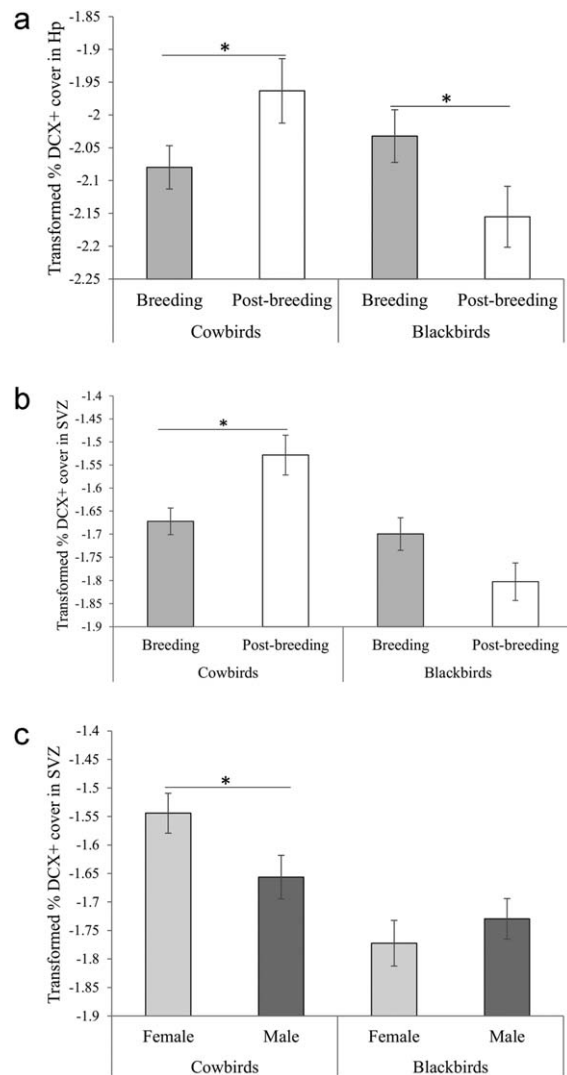 a
Transformed % DCX+ cover in Hp
-1.85
-1.9
-1.95
-2
-2.05
-2.1
-2.15
-2.2
-2.25
*
*
Breeding Post-breeding Breeding Post-breeding
Cowbirds Blackbirds
b
Transformed % DCX+ cover in SVZ
-1.4
-1.45
-1.5
-1.55
-1.6
-1.65
-1.7
-1.75
-1.8
-1.85
-1.9
*
Breeding Post-breeding Breeding Post-breeding
Cowbirds Blackbirds
c
Transformed % DCX+ cover in SVZ
-1.4
-1.45
-1.5
-1.55
-1.6
-1.65
-1.7
-1.75
-1.8
-1.85
-1.9
*
Female Male Female Male
Cowbirds Blackbirds